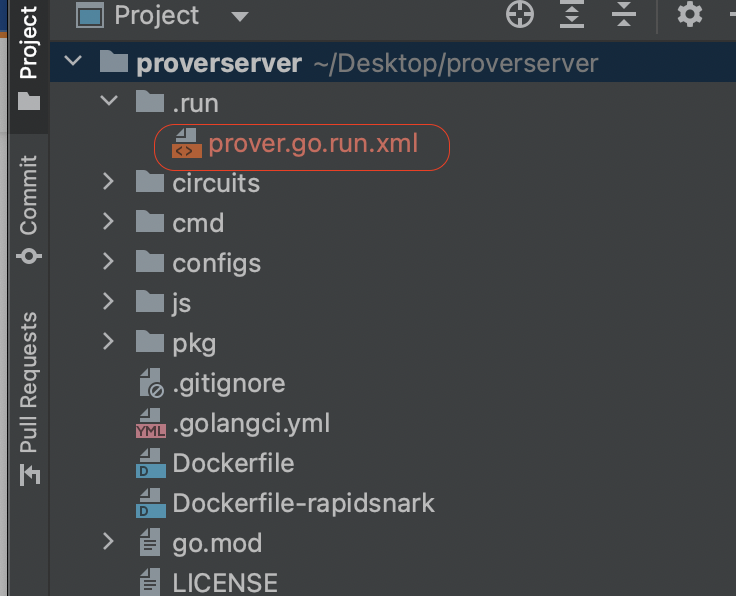 Project
proverserver ~/Desktop/proverserver
.run
prover.go.run.xml
circuits
cmd
configs
js
pkg
.gitignore
YML .golangci.yml
D Dockerfile
D Dockerfile-rapidsnark
go.mod
LICENSE
Project
Commit
Pull Requests